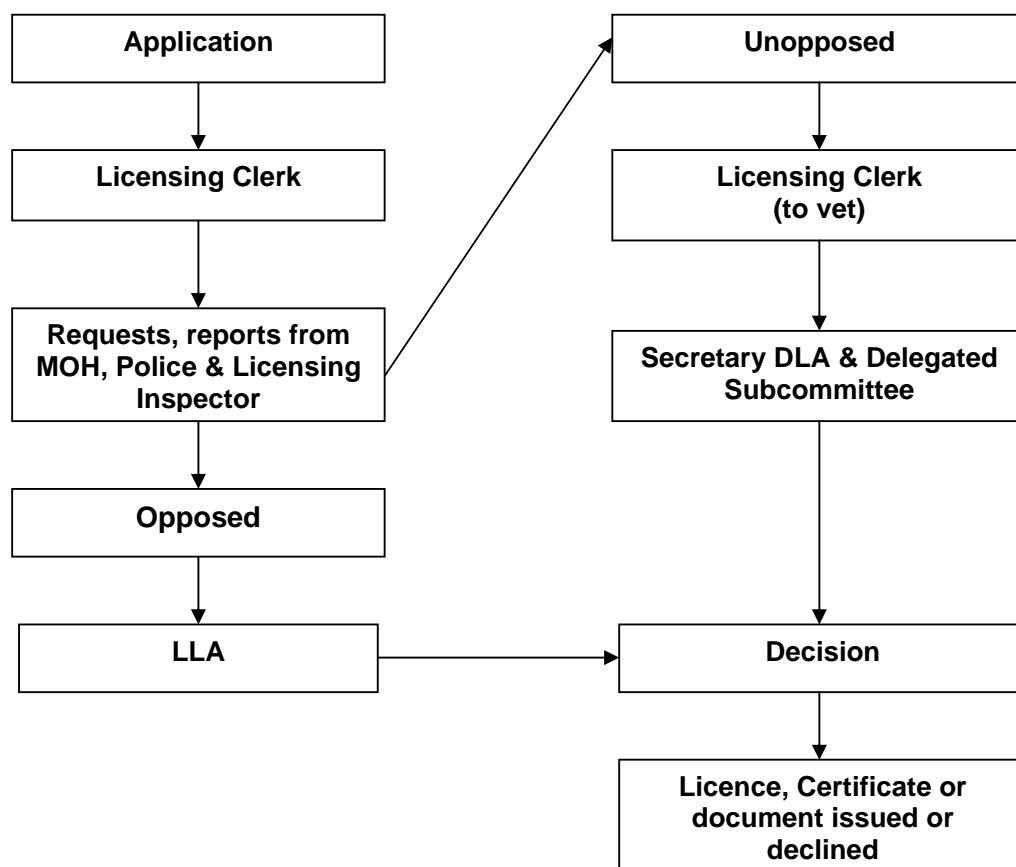 Application
Licensing Clerk
Requests, reports from
MOH, Police & Licensing
Inspector
Opposed
LLA
Unopposed
Licensing Clerk
(to vet)
Secretary DLA & Delegated
Subcommittee
Decision
Licence, Certificate or
document issued or
declined